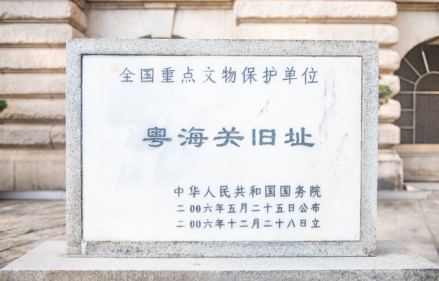 全国重点文物保护单位
粤海关旧址
中华人民共和国国务院
二〇〇六年五月二十五日公布
二〇〇六年十二月二十八日立